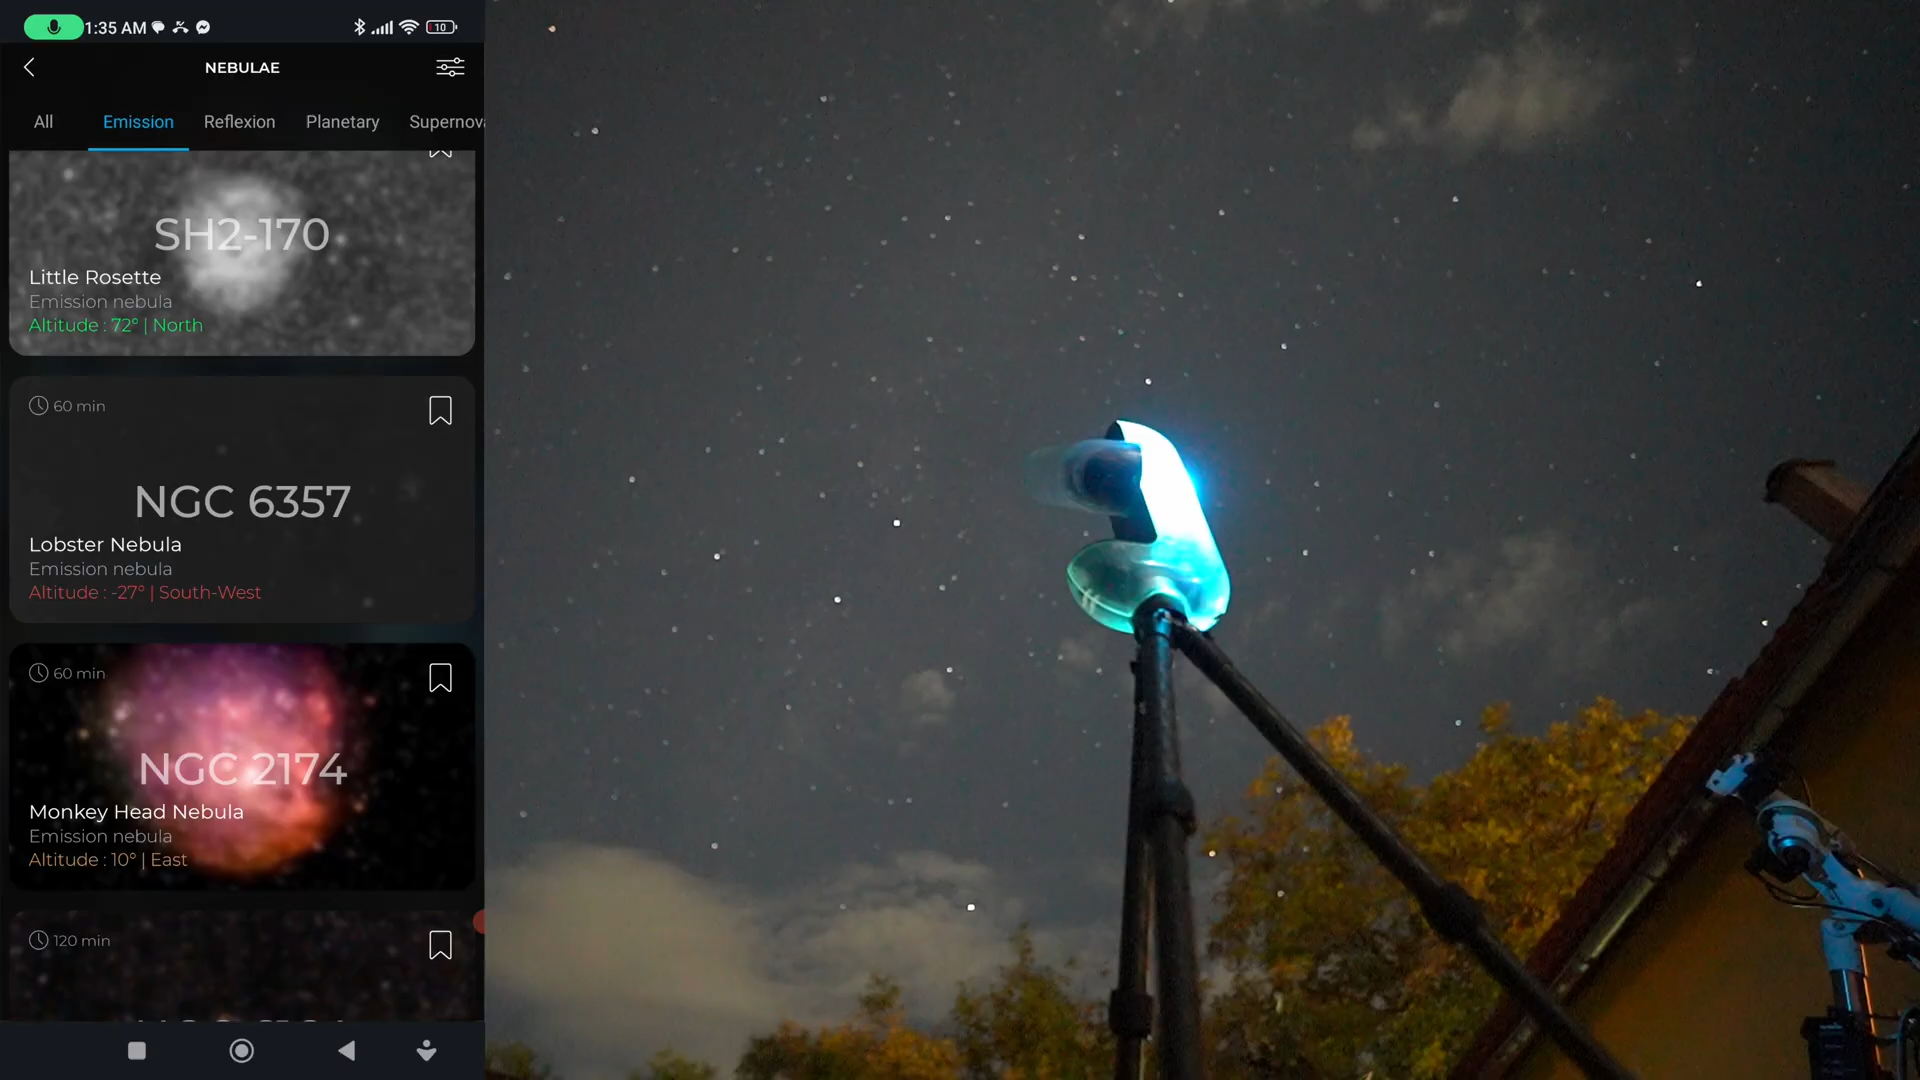 1:35 AM
10
NEBULAE
All Emission Reflexion Planetary Supernova
SH2-170
Little Rosette
Emission nebula
Altitude : 72° | North
60 min
NGC 6357
Lobster Nebula
Emission nebula
Altitude : -27° | South-West
60 min
NGC 2174
Monkey Head Nebula
Emission nebula
Altitude : 10° | East
120 min